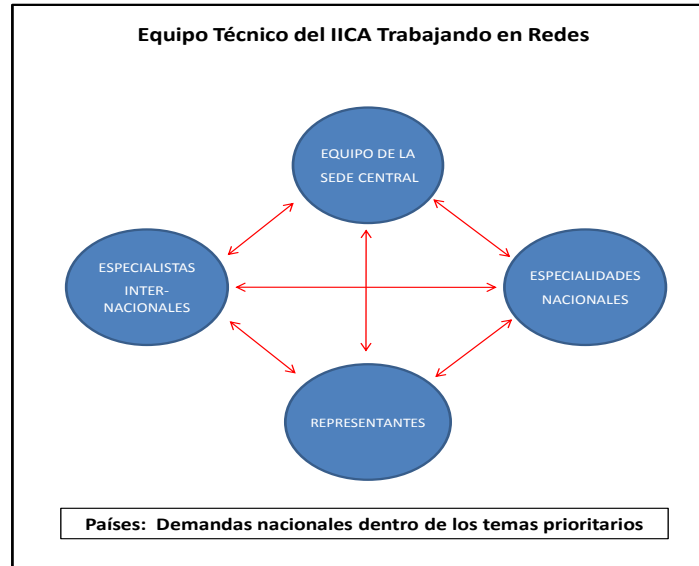 Equipo Técnico del IICA Trabajando en Redes
EQUIPO DE LA
SEDE CENTRAL
ESPECIALISTAS
INTER-
NACIONALES
ESPECIALIDADES
NACIONALES
REPRESENTANTES
Países: Demandas nacionales dentro de los temas prioritarios